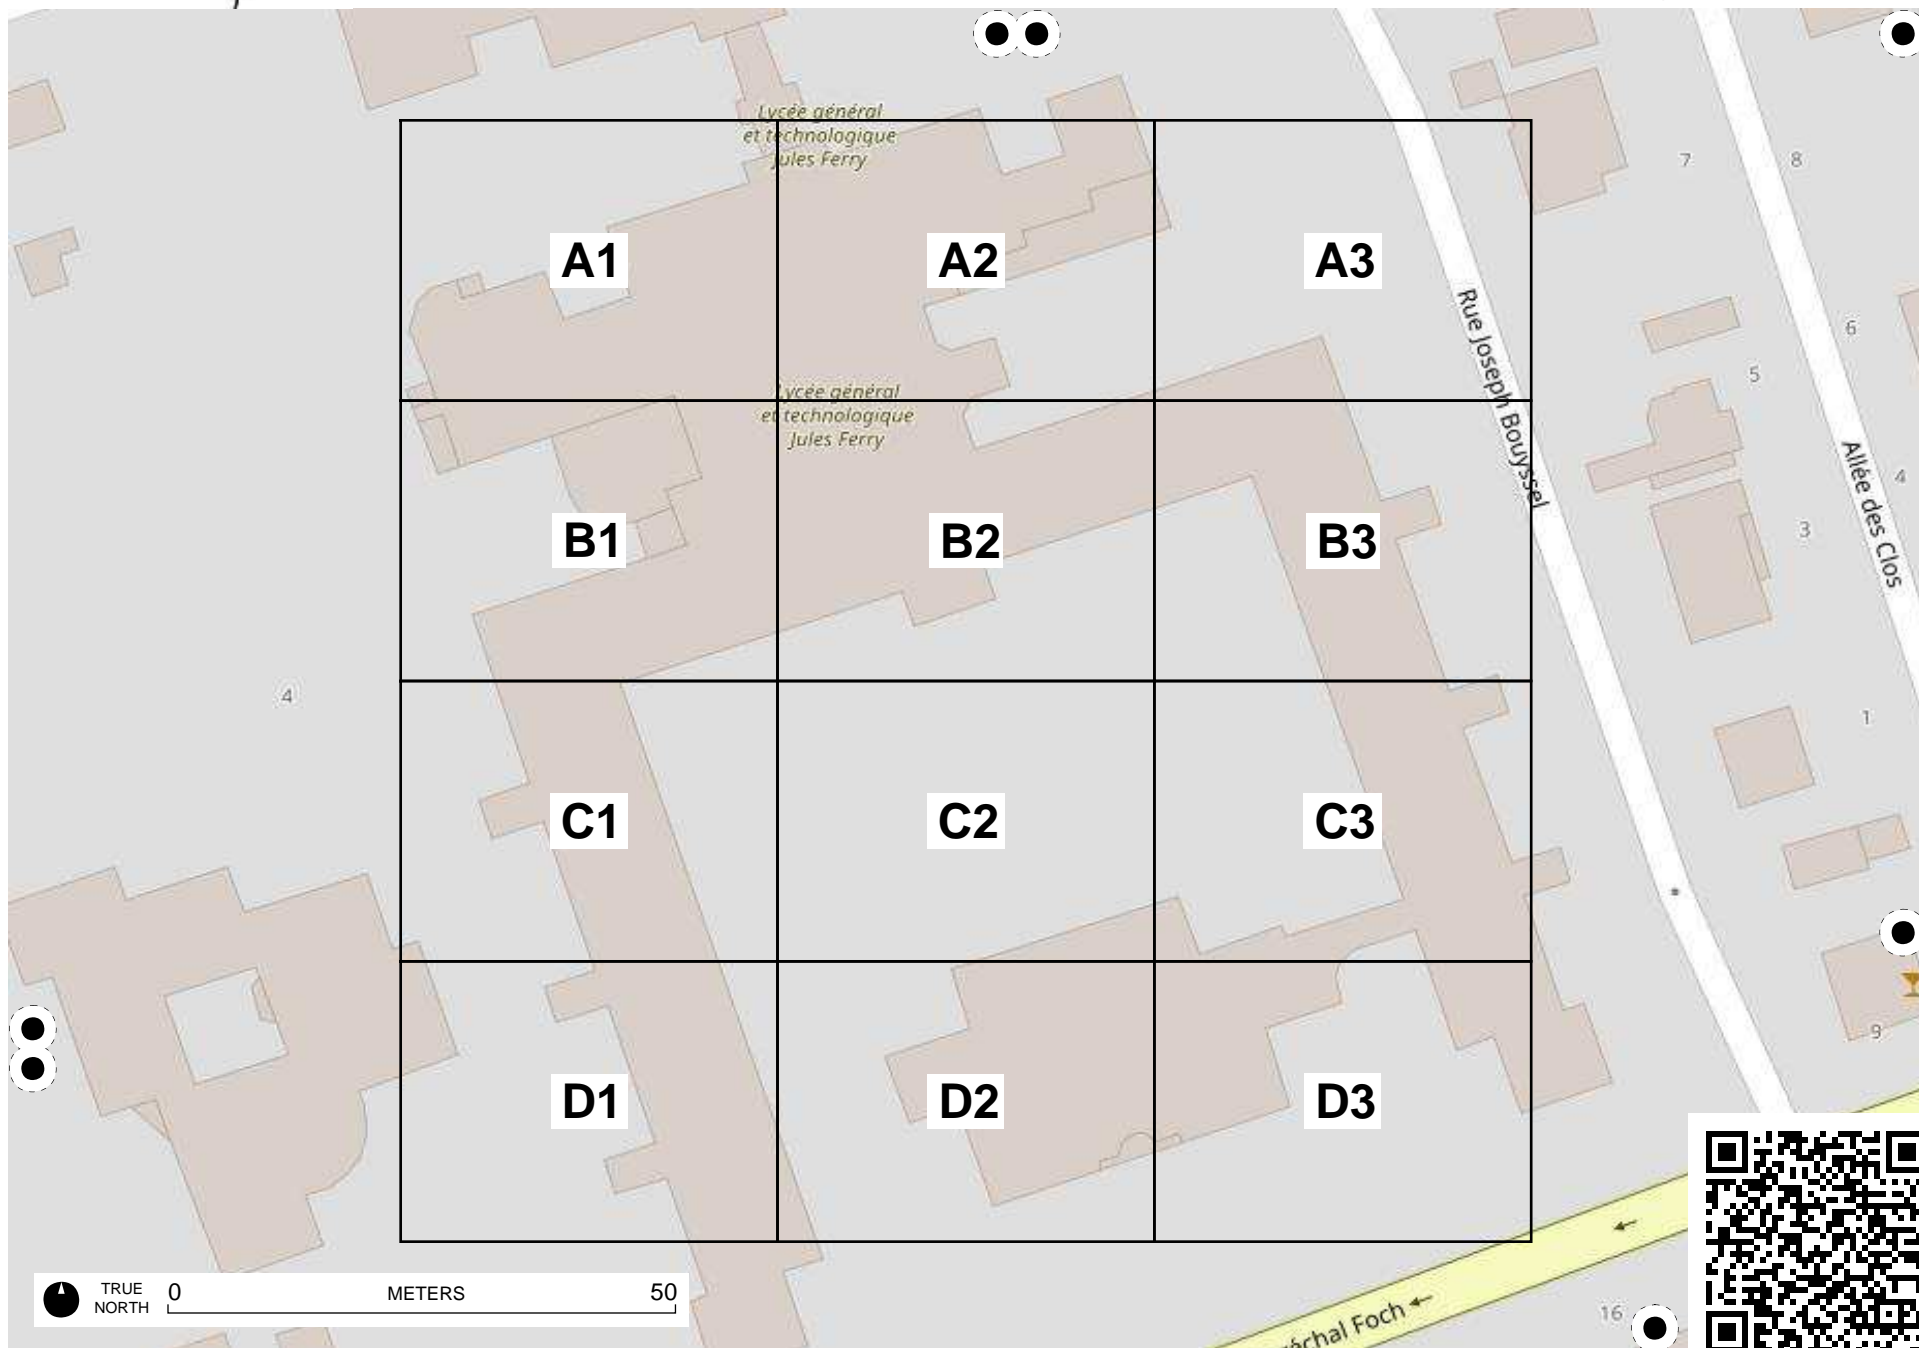 Lycée général
et technologique
Jules Ferry
A1
A2
A3
7
8
6
5
Rue Joseph Bouyssel
Lycée général
et technologique
Jules Ferry
B1
B2
B3
4
3
Allée des Clos
4
1
C1
C2
C3
9
D1
D2
D3
TRUE
NORTH
0
METERS
50
16
échal Foch